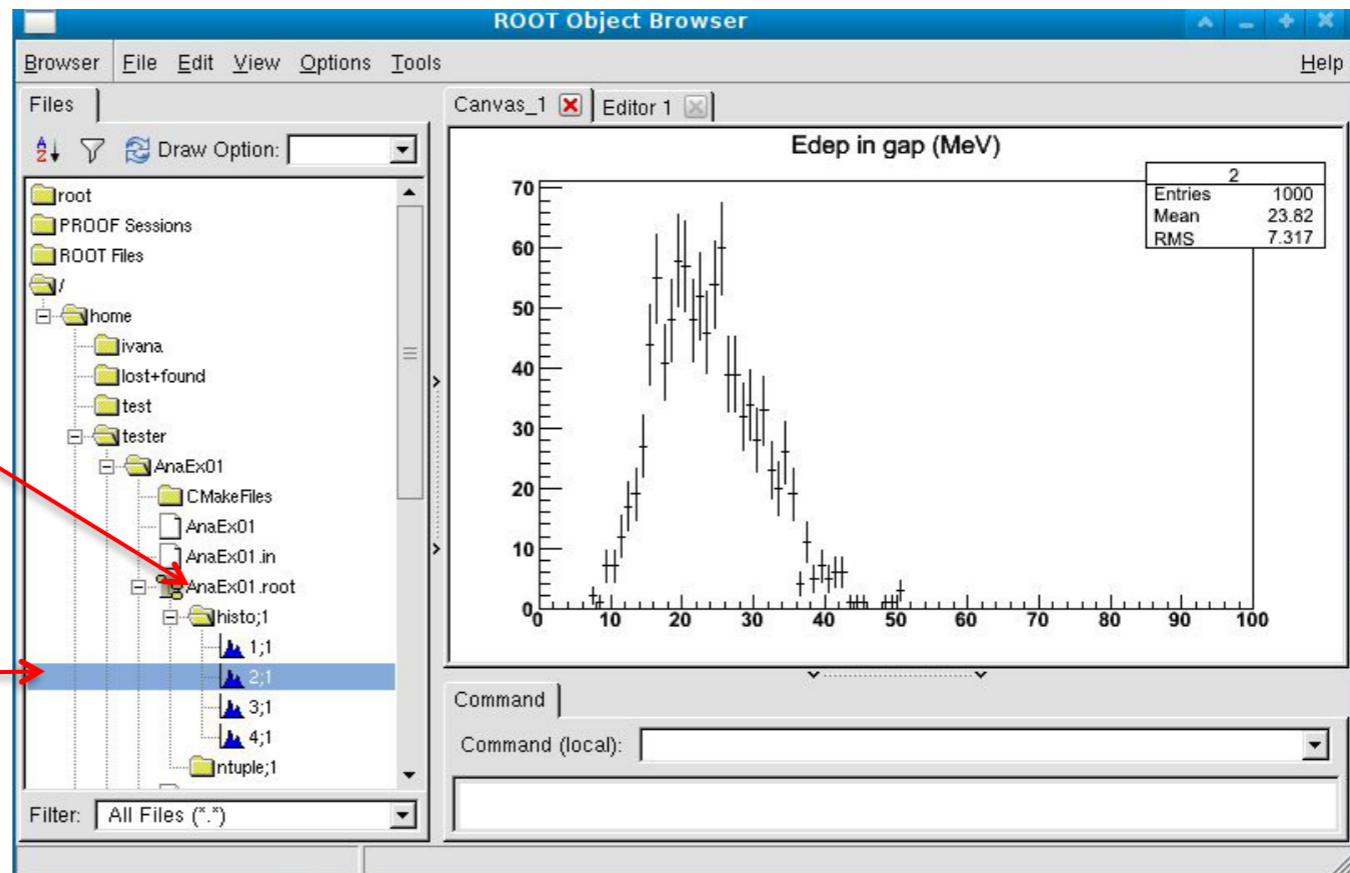 ROOT Object Browser
Browser File Edit View Options Tools Help
Files
Draw Option:
root
PROOF Sessions
ROOT Files
/
home
ivana
lost+found
test
tester
AnaEx01
CMakeFiles
AnaEx01
AnaEx01.in
AnaEx01.root
histo;1
1;1
2;1
3;1
4;1
ntuple;1
Filter: All Files (*.*)
Canvas_1 Editor 1
Edep in gap (MeV)
2
Entries 1000
Mean 23.82
RMS 7.317
70
60
50
40
30
20
10
0
0 10 20 30 40 50 60 70 80 90 100
Command
Command (local):